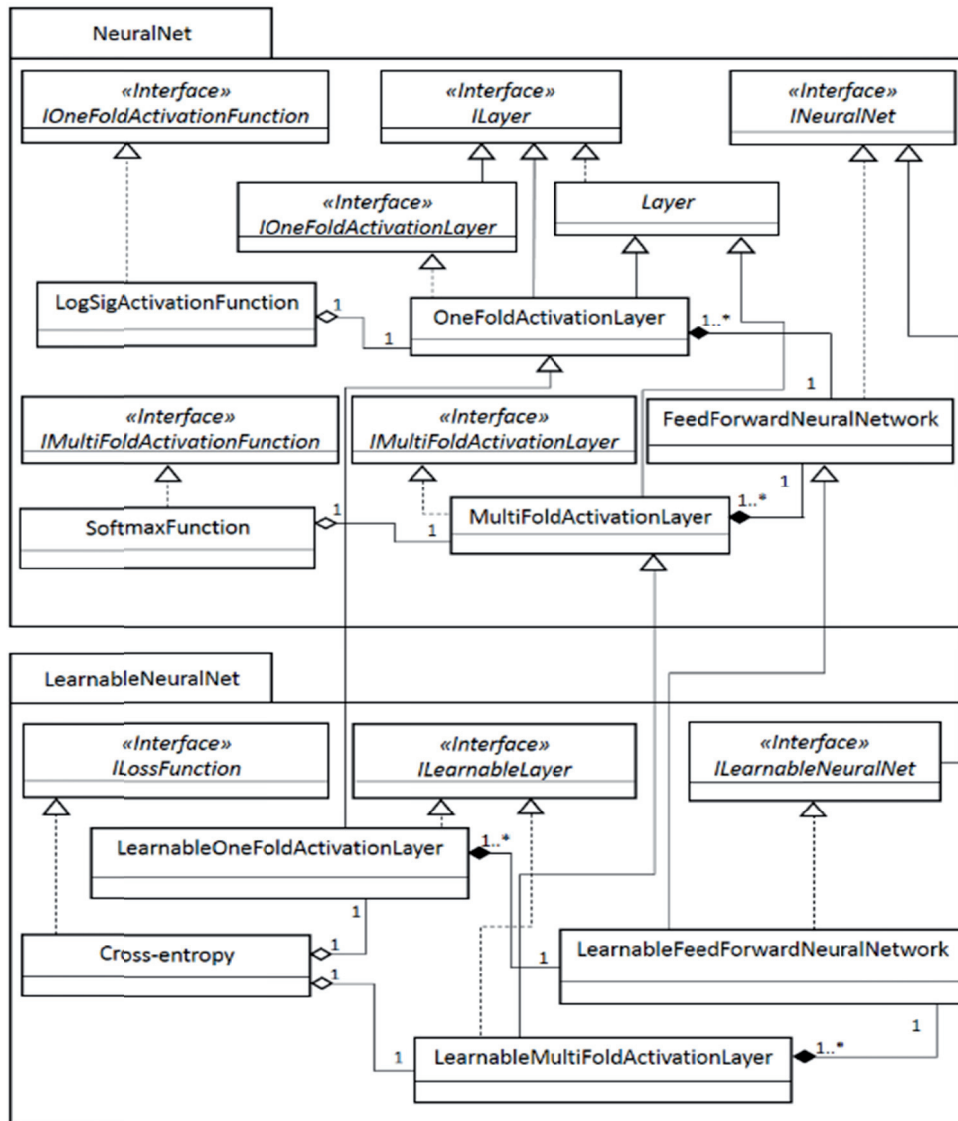 NeuralNet
«Interface»
IOneFoldActivationFunction
«Interface»
ILayer
«Interface»
INeuralNet
«Interface»
IOneFoldActivationLayer
Layer
LogSigActivationFunction
1
1
OneFoldActivationLayer
1..*
1
«Interface»
IMultiFoldActivationFunction
«Interface»
IMultiFoldActivationLayer
FeedForwardNeuralNetwork
1
SoftmaxFunction
1
1
MultiFoldActivationLayer
1..*
LearnableNeuralNet
«Interface»
ILossFunction
«Interface»
ILearnableLayer
«Interface»
ILearnableNeuralNet
LearnableOneFoldActivationLayer
1..*
1
Cross-entropy
1
1
1
LearnableFeedForwardNeuralNetwork
1
1
LearnableMultiFoldActivationLayer
1..*